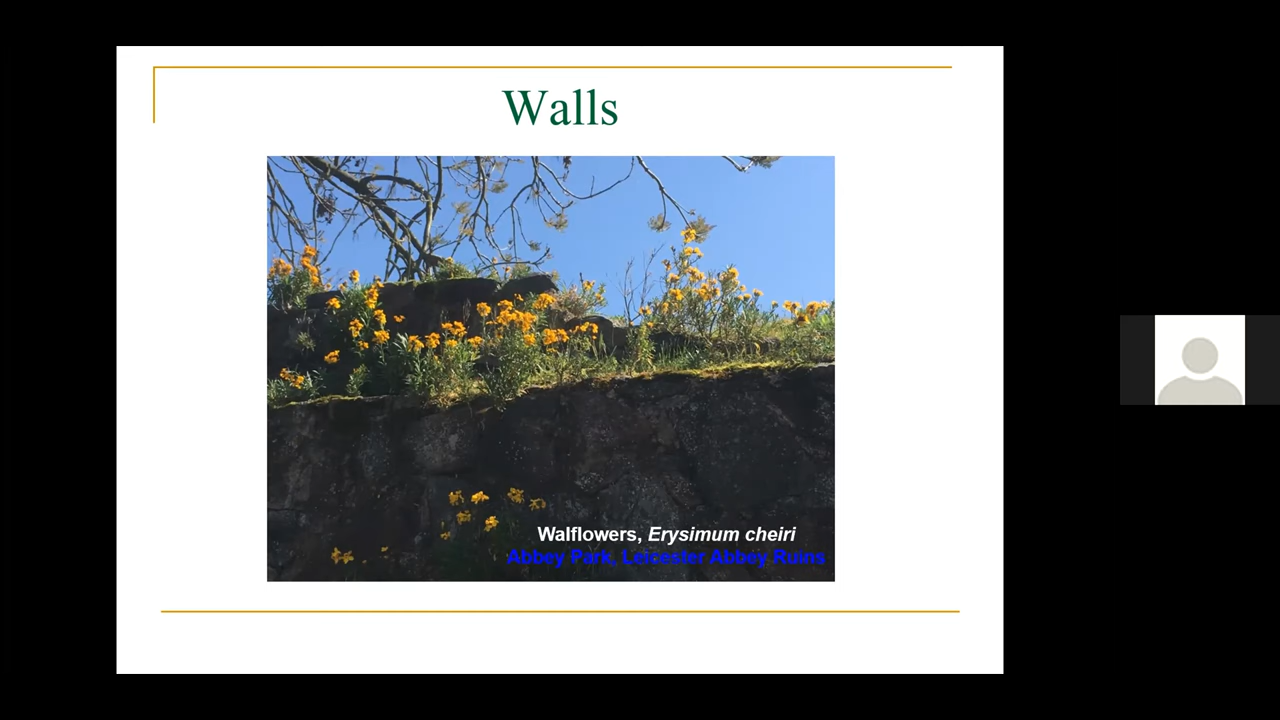 Walls
Walflowers, Erysimum cheiri
Abbey Park, Leicester Abbey Ruins